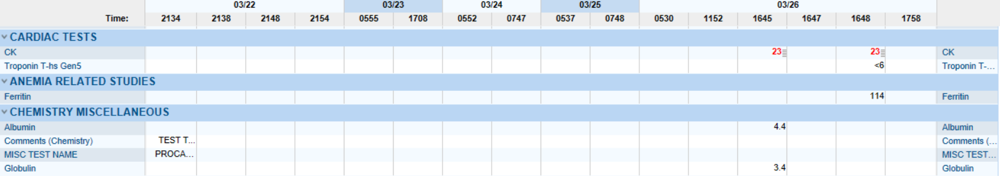 03/22 03/23 03/24 03/25 03/26
Time: 2134 2138 2148 2154 0555 1708 0552 0747 0537 0748 0530 1152 1645 1647 1648 1758
CARDIAC TESTS
CK 23 23 CK
Troponin T-hs Gen5 <6 Troponin T-...
ANEMIA RELATED STUDIES
Ferritin 114 Ferritin
CHEMISTRY MISCELLANEOUS
Albumin 4.4 Albumin
Comments (Chemistry) TEST T... Comments (...
MISC TEST NAME PROCA... MISC TEST...
Globulin 3.4 Globulin